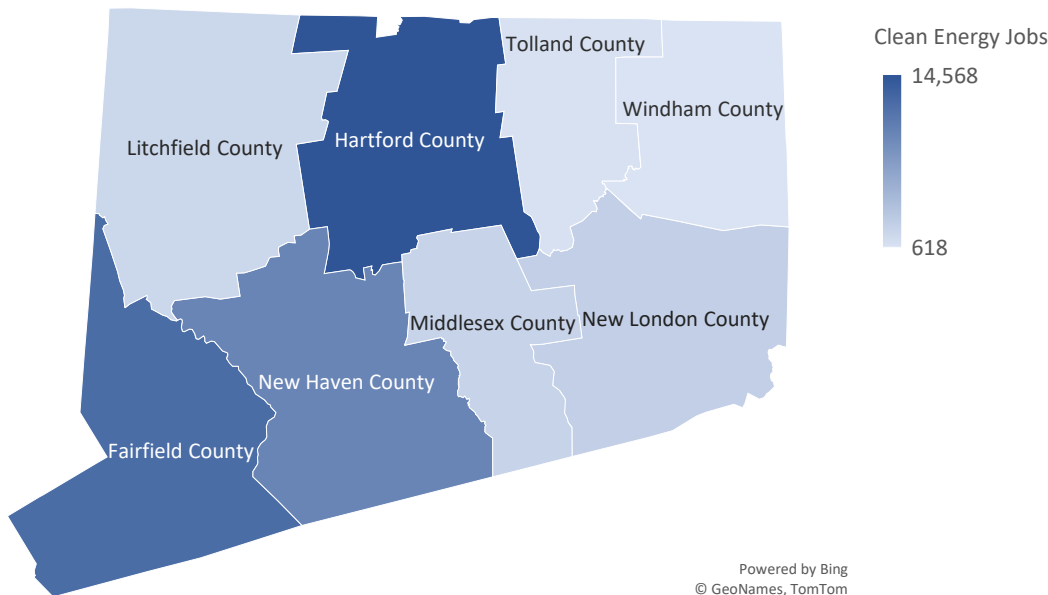 Clean Energy Jobs
14,568
618
Tolland County
Windham County
Litchfield County
Hartford County
Middlesex County
New London County
New Haven County
Fairfield County
Powered by Bing
© GeoNames, TomTom